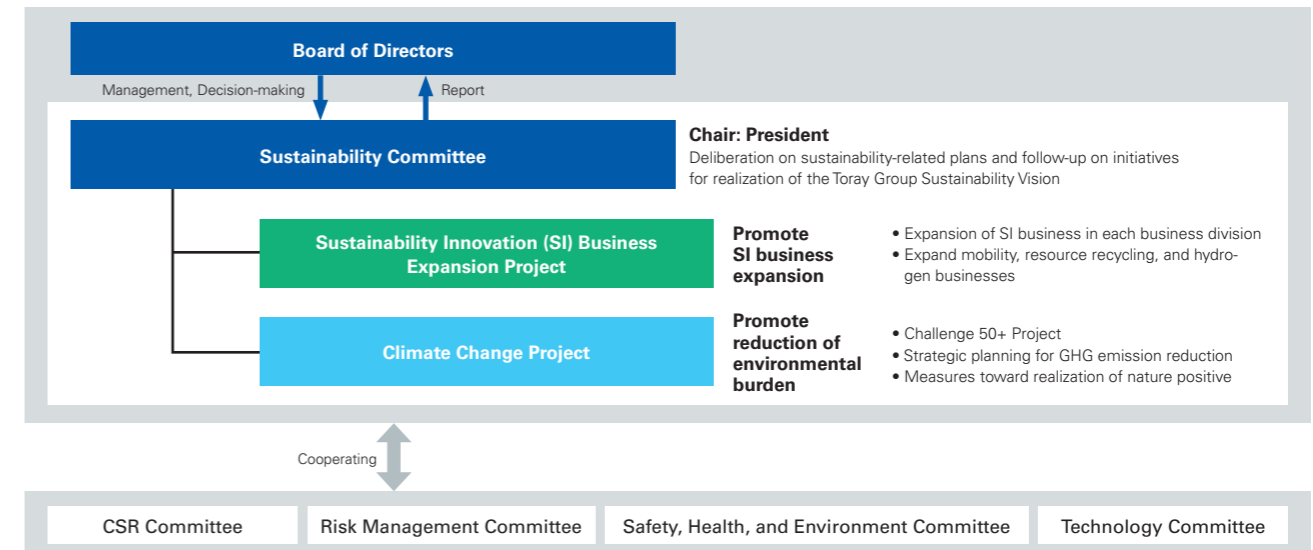 Board of Directors
Management, Decision-making
Report
Sustainability Committee
Chair: President
Deliberation on sustainability-related plans and follow-up on initiatives
for realization of the Toray Group Sustainability Vision
Sustainability Innovation (SI) Business
Expansion Project
Promote
SI business
expansion
• Expansion of SI business in each business division
• Expand mobility, resource recycling, and hydro-
gen businesses
Climate Change Project
Promote
reduction of
environmental
burden
• Challenge 50+ Project
• Strategic planning for GHG emission reduction
• Measures toward realization of nature positive
Cooperating
CSR Committee
Risk Management Committee
Safety, Health, and Environment Committee
Technology Committee